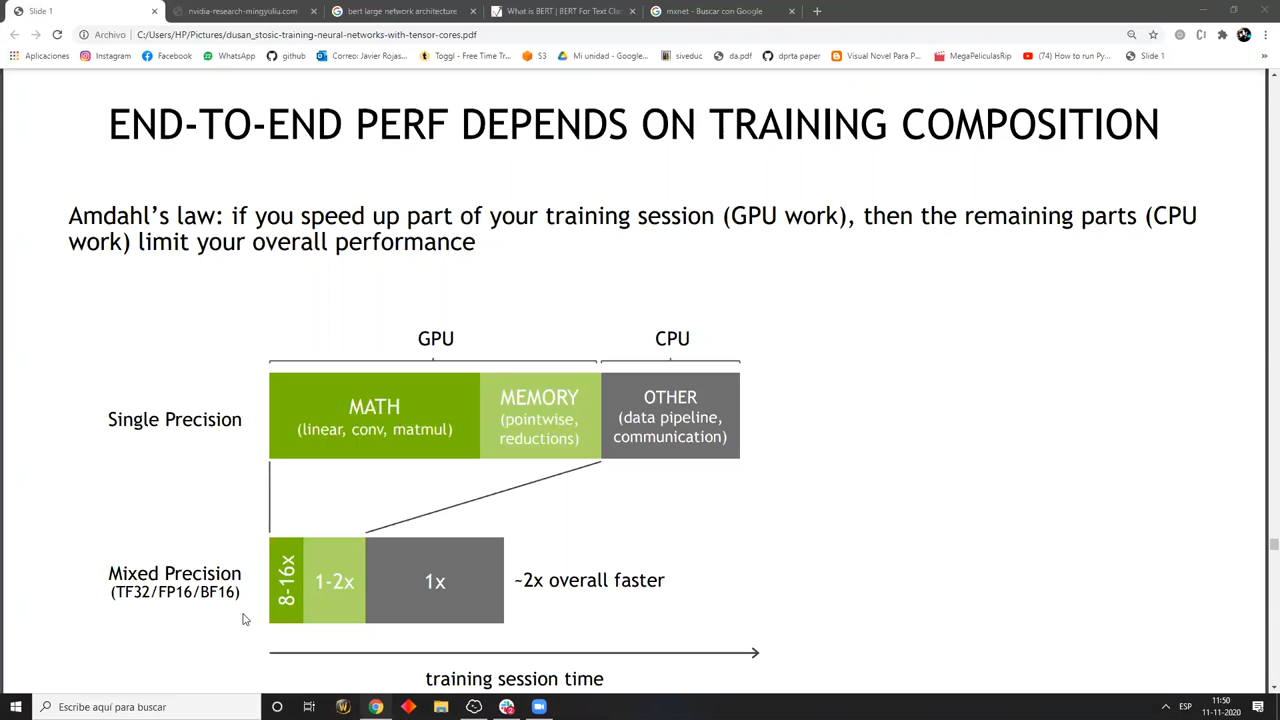 Slide 1
nvidia-research-mingyuliu.com
bert large network architecture
What is BERT | BERT For Text Cla
mxnet - Buscar con Google
Archivo | C:/Users/HP/Pictures/dusan_stosic-training-neural-networks-with-tensor-cores.pdf
Aplicaciones Instagram Facebook WhatsApp github Correo: Javier Rojas... Toggl - Free Time Tr... S3 Mi unidad - Google... siveduc da.pdf dprta paper Visual Novel Para P... MegaPeliculasRip (74) How to run Py... Slide 1 »
END-TO-END PERF DEPENDS ON TRAINING COMPOSITION
Amdahl's law: if you speed up part of your training session (GPU work), then the remaining parts (CPU
work) limit your overall performance
GPU
CPU
Single Precision
MATH
(linear, conv, matmul)
MEMORY
(pointwise,
reductions)
OTHER
(data pipeline,
communication)
Mixed Precision
(TF32/FP16/BF16)
8-16x
1-2x
1x
~2x overall faster
training session time
Escribe aquí para buscar
ESP
11:50
11-11-2020